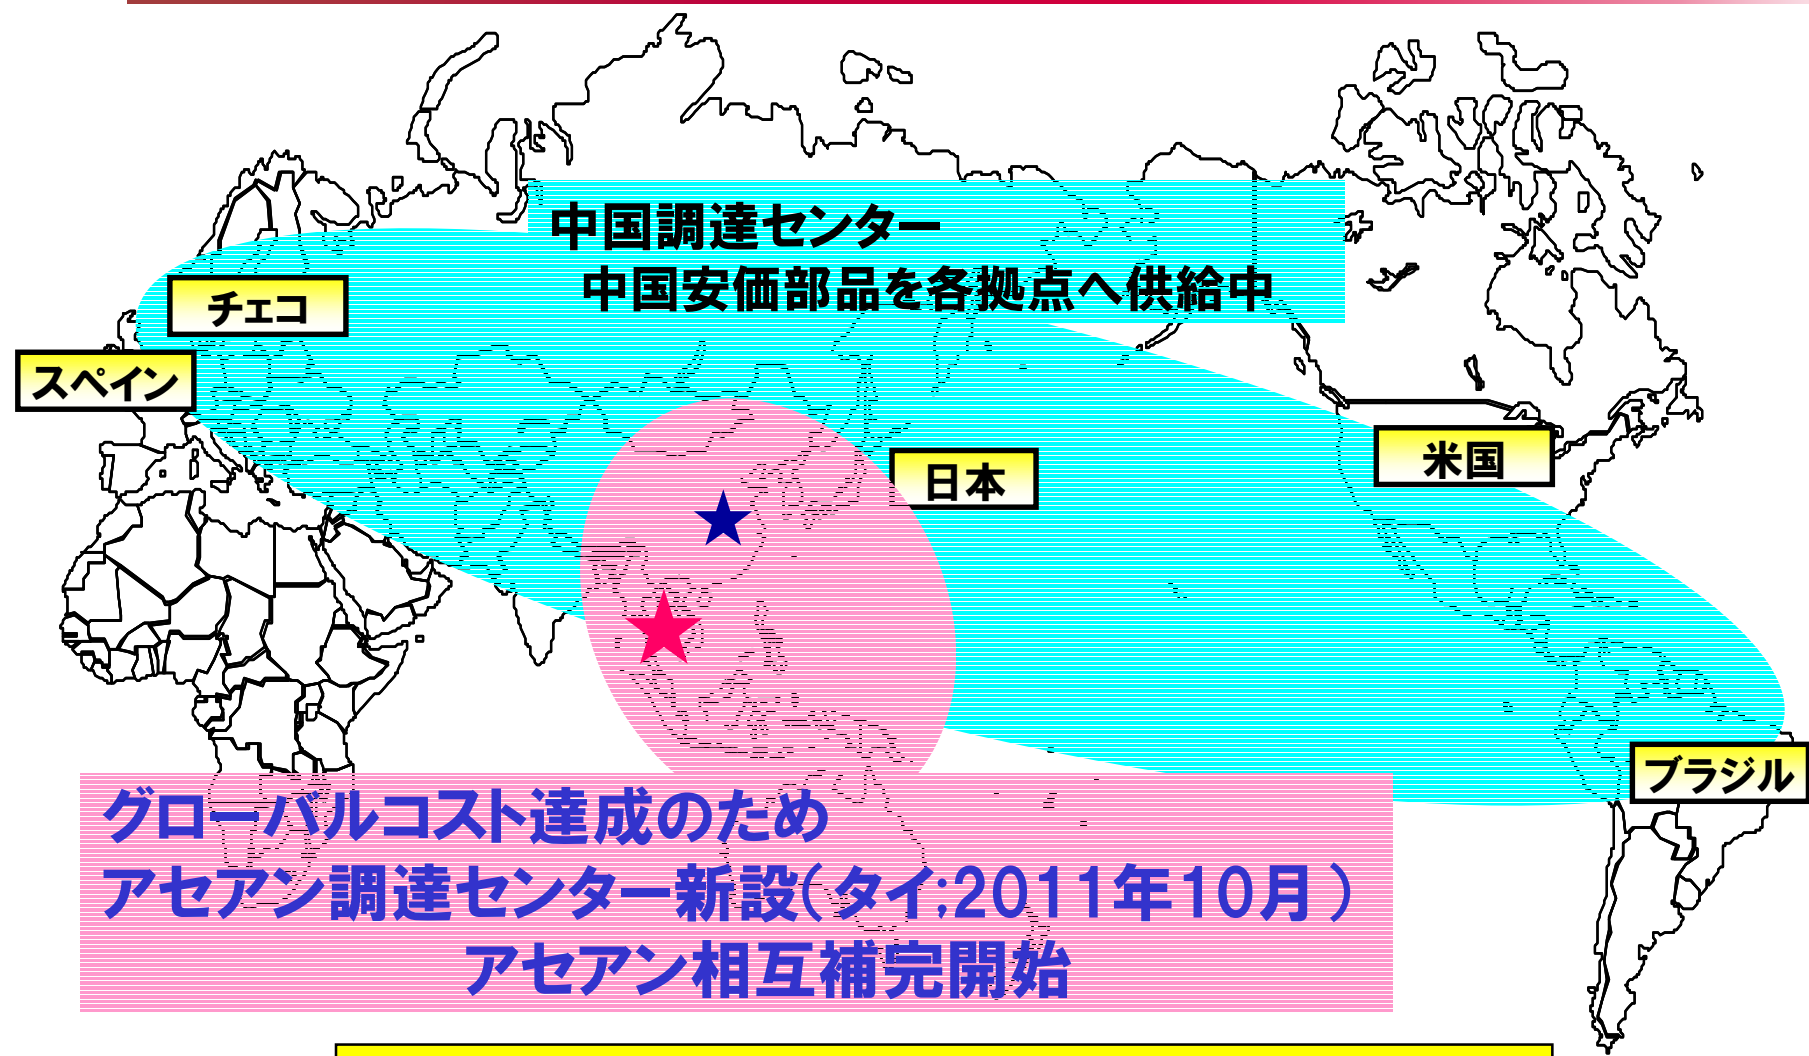 中国調達センター
中国安価部品を各拠点へ供給中
チェコ
スペイン
日本
米国
ブラジル
グローバルコスト達成のため
アセアン調達センター新設(タイ;2011年10月)
アセアン相互補完開始